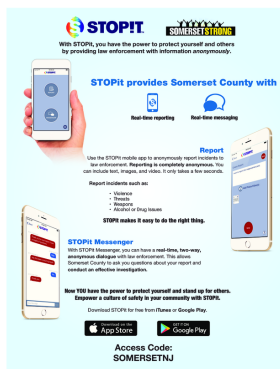 STOPiT. SOMERSETSTRONG
With STOPit, you have the power to protect yourself and others
by providing law enforcement with information anonymously.
STOPit provides Somerset County with
Real-time reporting Real-time messaging
Report
Use the STOPit mobile app to anonymously report incidents to
law enforcement. Reporting is completely anonymous. You
can include text, images, and video. It only takes a few seconds.
Report incidents such as:
• Violence
• Threats
• Weapons
• Alcohol or Drug Issues
STOPit makes it easy to do the right thing.
STOPit Messenger
With STOPit Messenger, you can have a real-time, two-way,
anonymous dialogue with law enforcement. This allows
Somerset County to ask you questions about your report and
conduct an effective investigation.
Now YOU have the power to protect yourself and stand up for others.
Empower a culture of safety in your community with STOPit.
Download STOPit for free from iTunes or Google Play.
Download on the
App Store
GET IT ON
Google Play
Access Code:
SOMERSETNJ